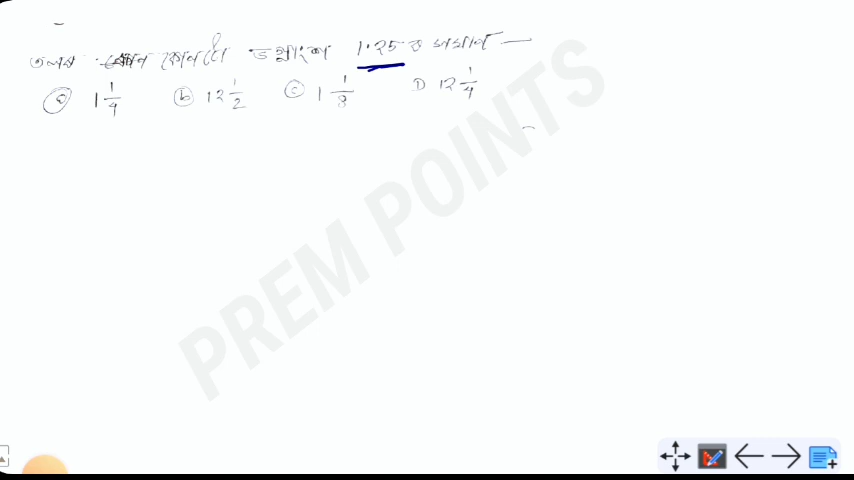 তলৰ কোনটো ভগ্নাংশ 1.25 ৰ সমান —
ⓐ 1 1/4 ⓑ 12 1/2 ⓒ 1 1/8 D 12 1/4
PREM POINTS